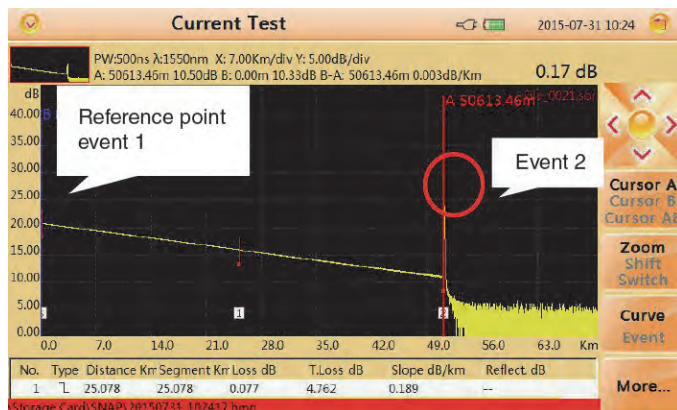 Current Test
2015-07-31 10:24
PW:500ns λ:1550nm X: 7.00Km/div Y: 5.00dB/div
A: 50613.46m 10.50dB B: 0.00m 10.33dB B-A: 50613.46m 0.003dB/Km
0.17 dB
dB
40.00
35.00
30.00
25.00
20.00
15.00
10.00
5.00
0.00
B
Reference point
event 1
A 50613.46m
Event 2
1
2
0.0 7.0 14.0 21.0 28.0 35.0 42.0 49.0 56.0 63.0 Km
Cursor A
Cursor B
Cursor AB
Zoom
Shift
Switch
Curve
Event
More...
No. Type Distance Km Segment Km Loss dB T.Loss dB Slope dB/km Reflect. dB
1 25.078 25.078 0.077 4.762 0.189 --
\Storage Card\SNAP\20150731_102417.bmp